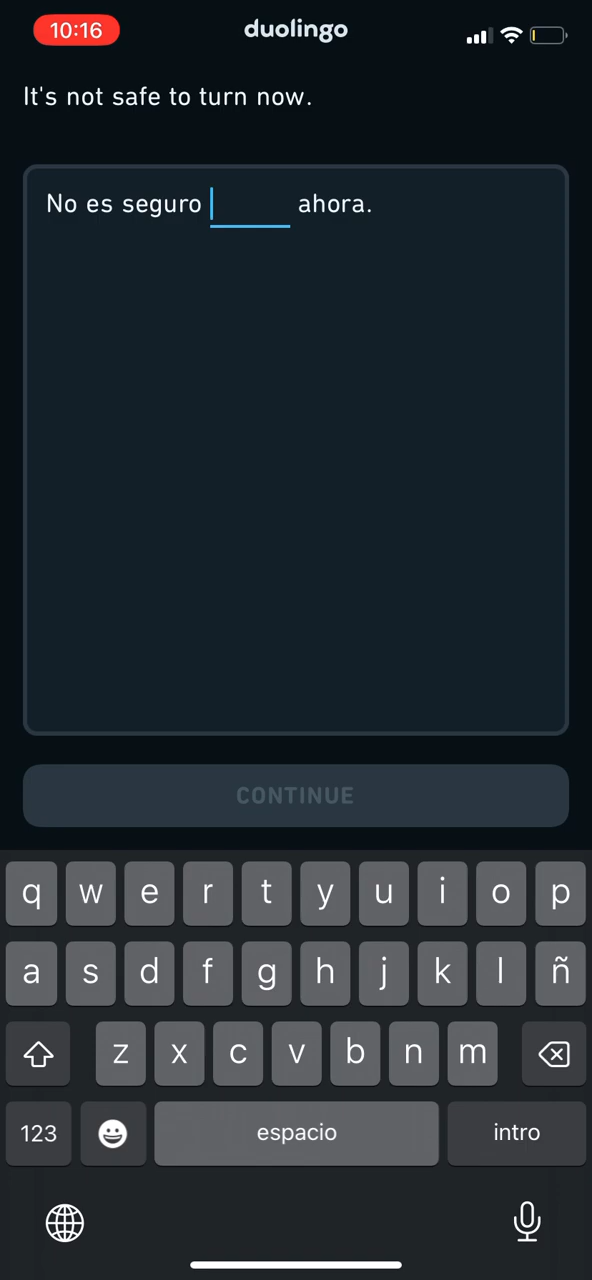 10:16
duolingo
It's not safe to turn now.
No es seguro ahora.
CONTINUE
q w e r t y u i o p
a s d f g h j k l ñ
z x c v b n m
123 espacio intro